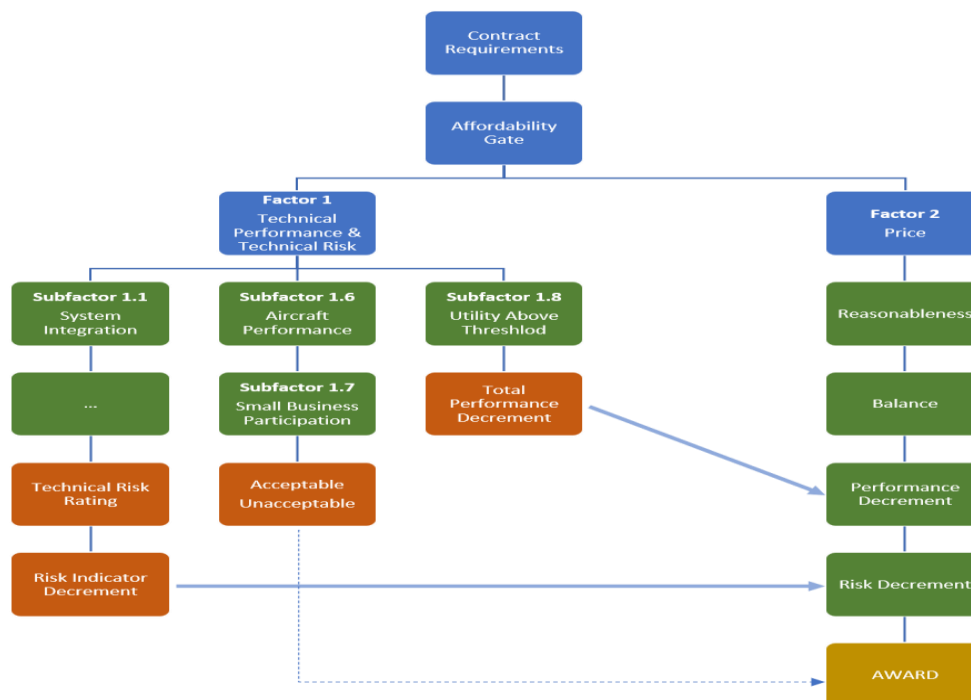 Contract
Requirements
Affordability
Gate
Factor 1
Technical
Performance &
Technical Risk
Factor 2
Price
Subfactor 1.1
System
Integration
Subfactor 1.6
Aircraft
Performance
Subfactor 1.8
Utility Above
Threshlod
Reasonableness
...
Subfactor 1.7
Small Business
Participation
Total
Performance
Decrement
Balance
Technical Risk
Rating
Acceptable
Unacceptable
Performance
Decrement
Risk Indicator
Decrement
Risk Decrement
AWARD